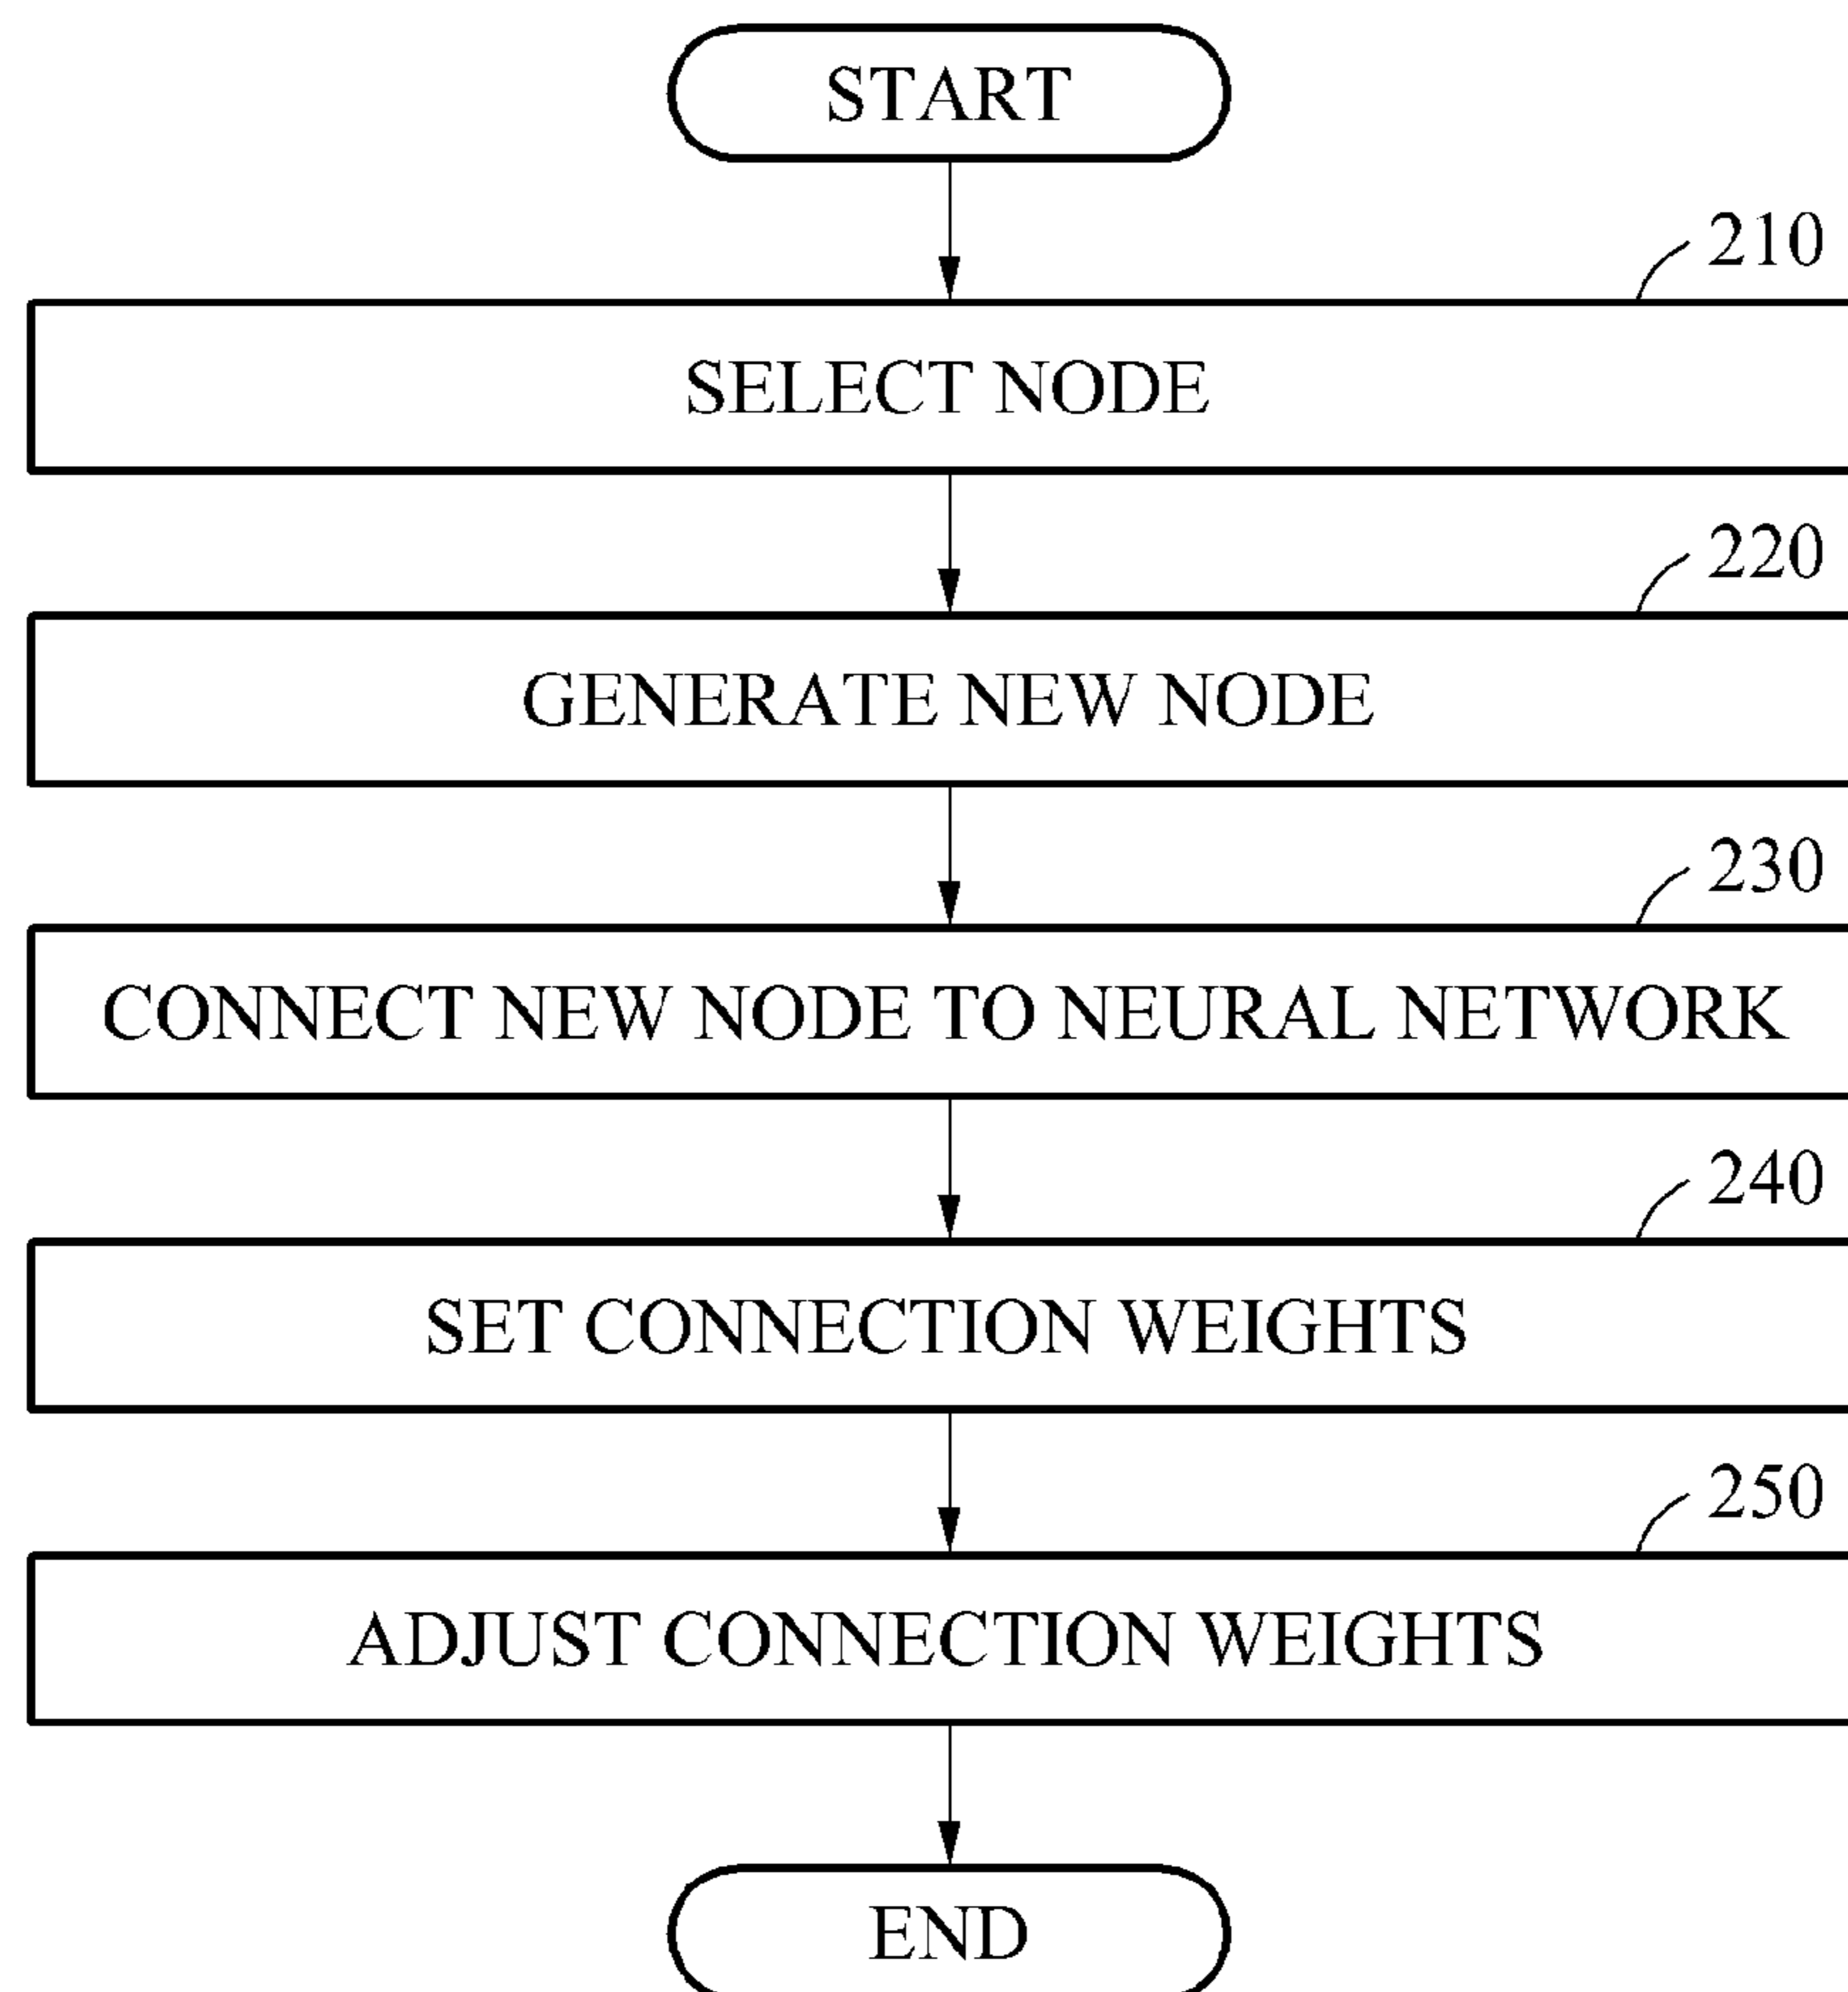 START
210
SELECT NODE
220
GENERATE NEW NODE
230
CONNECT NEW NODE TO NEURAL NETWORK
240
SET CONNECTION WEIGHTS
250
ADJUST CONNECTION WEIGHTS
END